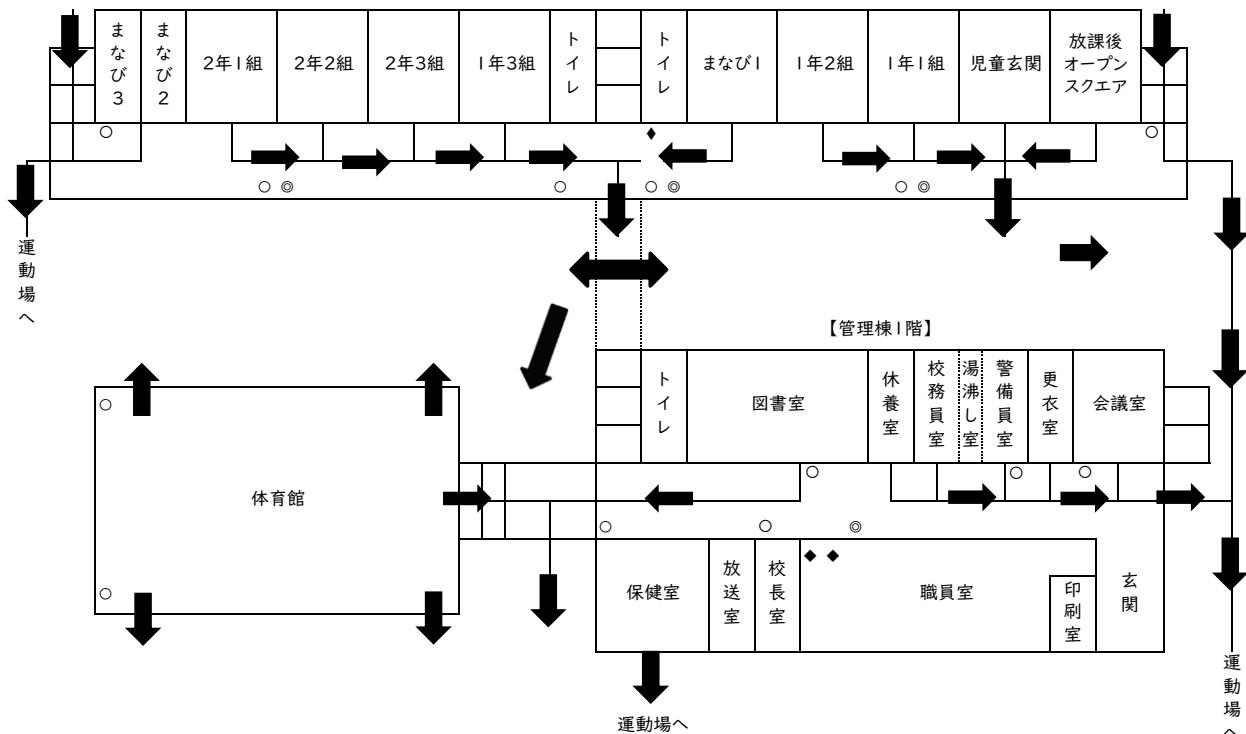 まなび3
まなび2
2年1組
2年2組
2年3組
1年3組
トイレ
トイレ
まなび1
1年2組
1年1組
児童玄関
放課後
オープン
スクエア
運動場へ
【管理棟1階】
トイレ
図書室
休養室
校務員室
湯沸し室
警備員室
更衣室
会議室
体育館
保健室
放送室
校長室
職員室
印刷室
玄関
運動場へ
運動場へ